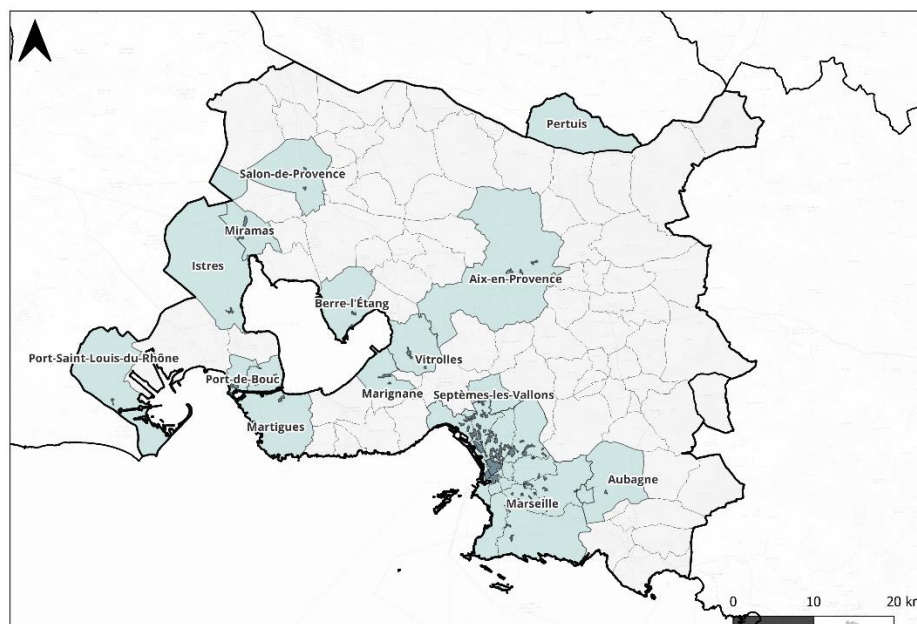 Pertuis
Salon-de-Provence
Miramas
Istres
Aix-en-Provence
Berre-l'Étang
Port-Saint-Louis-du-Rhône
Vitrolles
Port-de-Bouc
Marignane
Septèmes-les-Vallons
Martigues
Aubagne
Marseille
0 10 20 km